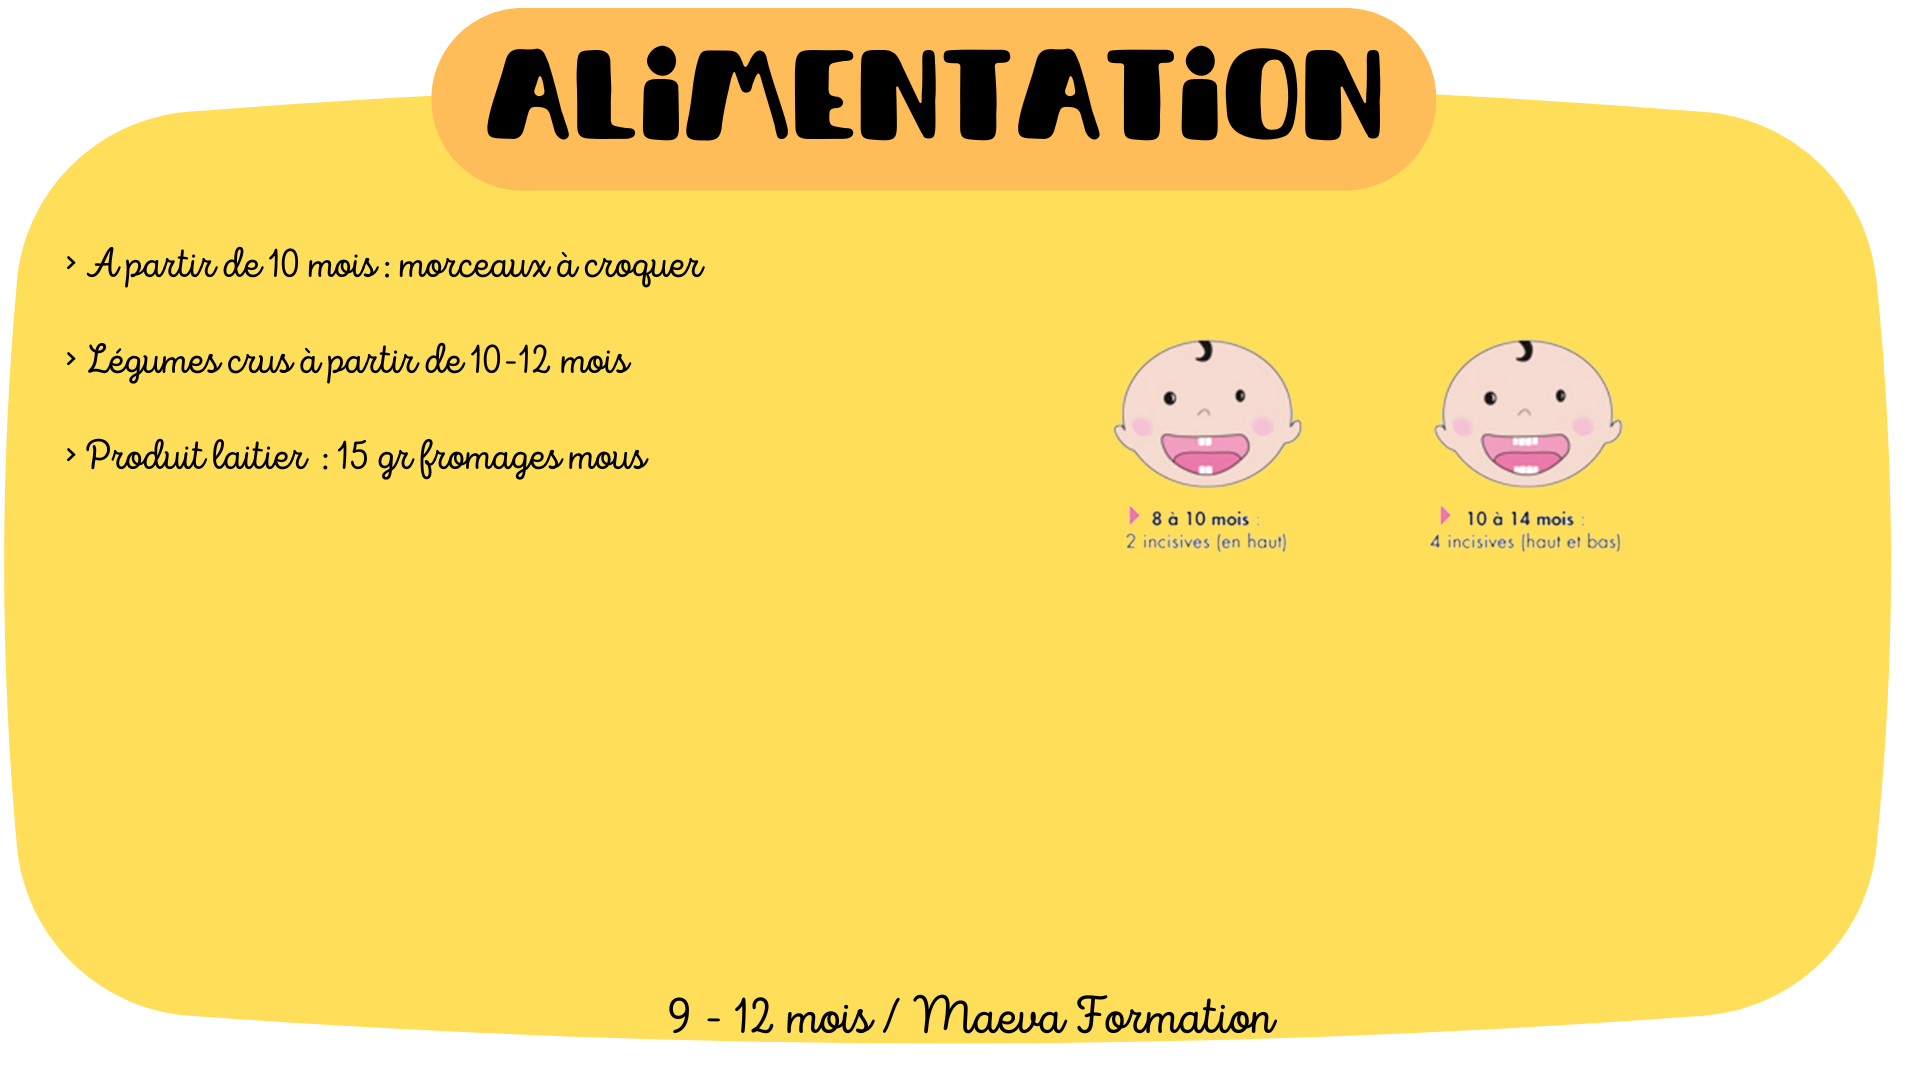 ALiMENTATiON
> A partir de 10 mois : morceaux à croquer
> Légumes crus à partir de 10-12 mois
> Produit laitier : 15 gr fromages mous
8 à 10 mois :
2 incisives (en haut)
10 à 14 mois :
4 incisives (haut et bas)
9 - 12 mois / Maeva Formation